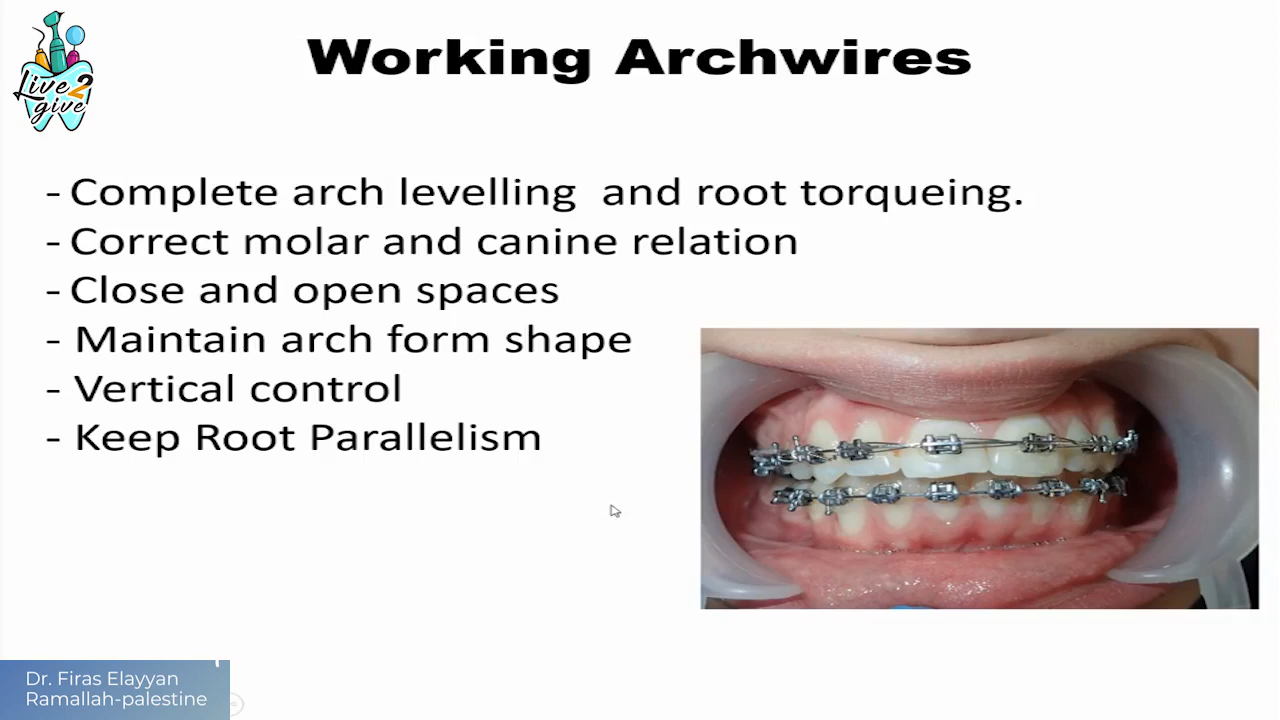 Live 2
give
Working Archwires
- Complete arch levelling and root torqueing.
- Correct molar and canine relation
- Close and open spaces
- Maintain arch form shape
- Vertical control
- Keep Root Parallelism
Dr. Firas Elayyan
Ramallah-palestine